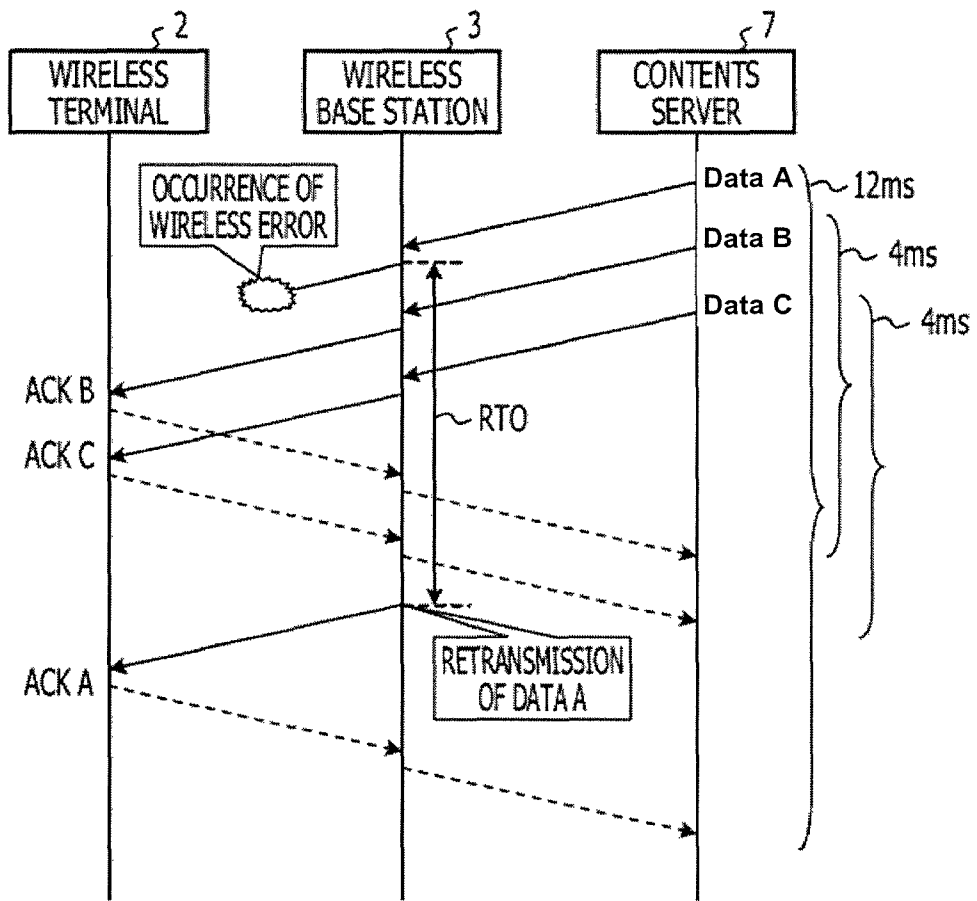 2
3
7
WIRELESS
TERMINAL
WIRELESS
BASE STATION
CONTENTS
SERVER
OCCURRENCE OF
WIRELESS ERROR
Data A
12ms
Data B
4ms
Data C
4ms
ACK B
RTO
ACK C
RETRANSMISSION
OF DATA A
ACK A